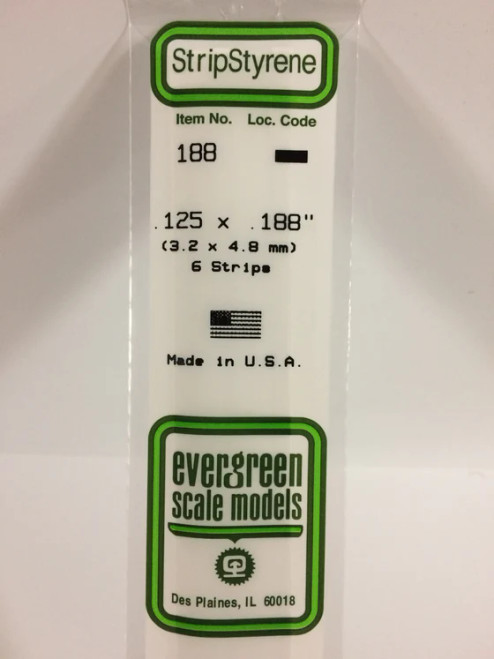 StripStyrene
Item No. Loc. Code
188
.125 x .188"
(3.2 x 4.8 mm)
6 Strips
Made in U.S.A.
evergreen
scale models
Des Plaines, IL 60018